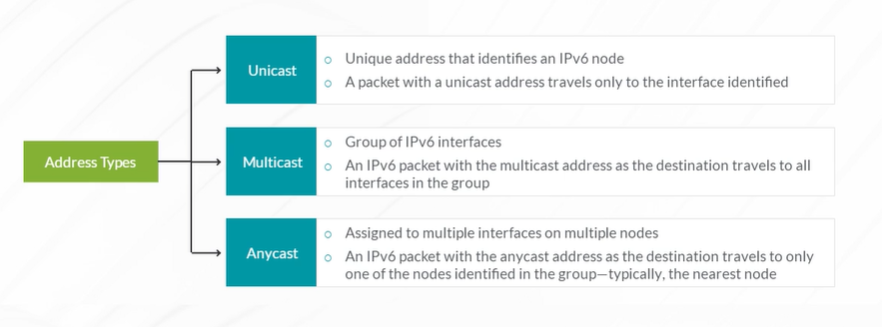 Address Types
Unicast
Unique address that identifies an IPv6 node
A packet with a unicast address travels only to the interface identified
Multicast
Group of IPv6 interfaces
An IPv6 packet with the multicast address as the destination travels to all
interfaces in the group
Anycast
Assigned to multiple interfaces on multiple nodes
An IPv6 packet with the anycast address as the destination travels to only
one of the nodes identified in the group—typically, the nearest node